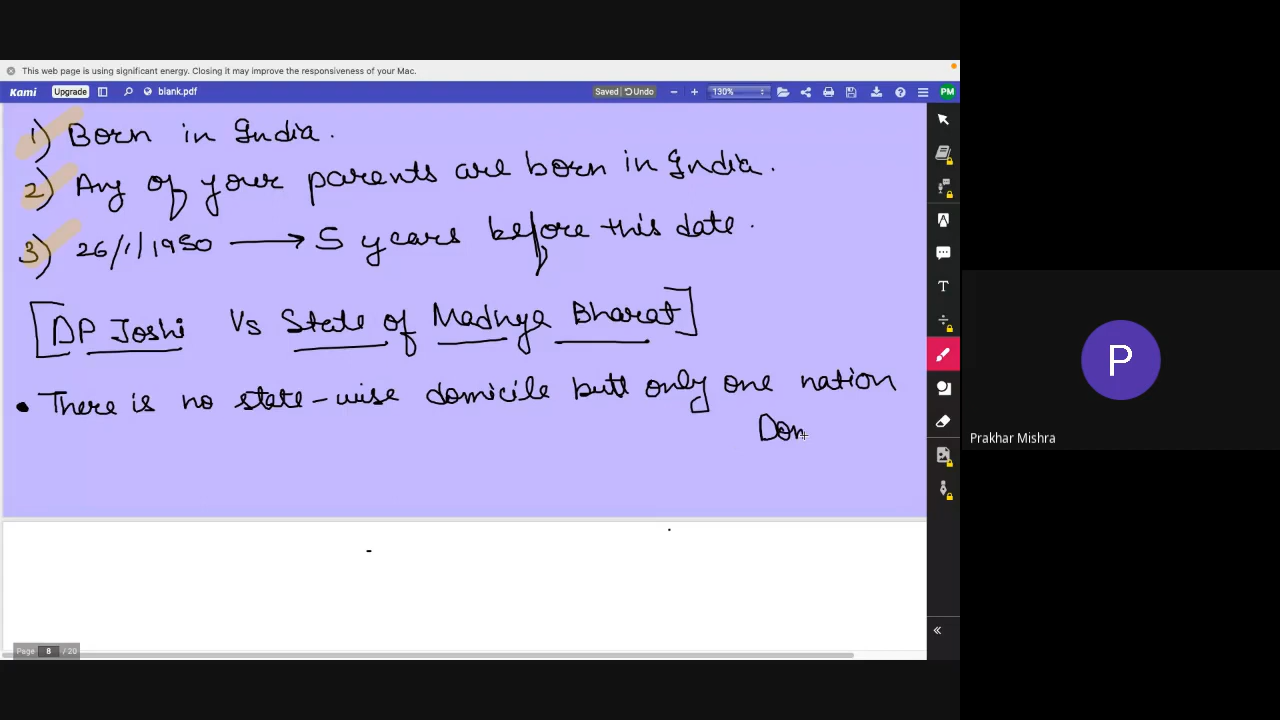 This web page is using significant energy. Closing it may improve the responsiveness of your Mac.
Kami Upgrade blank.pdf Saved Undo 130% PM
1) Born in India.
2) Any of your parents are born in India.
3) 26/1/1950 → 5 years before this date.
[DP Joshi Vs State of Madhya Bharat]
• There is no state-wise domicile butt only one nation
Dom
P
Prakhar Mishra
Page 8 / 20